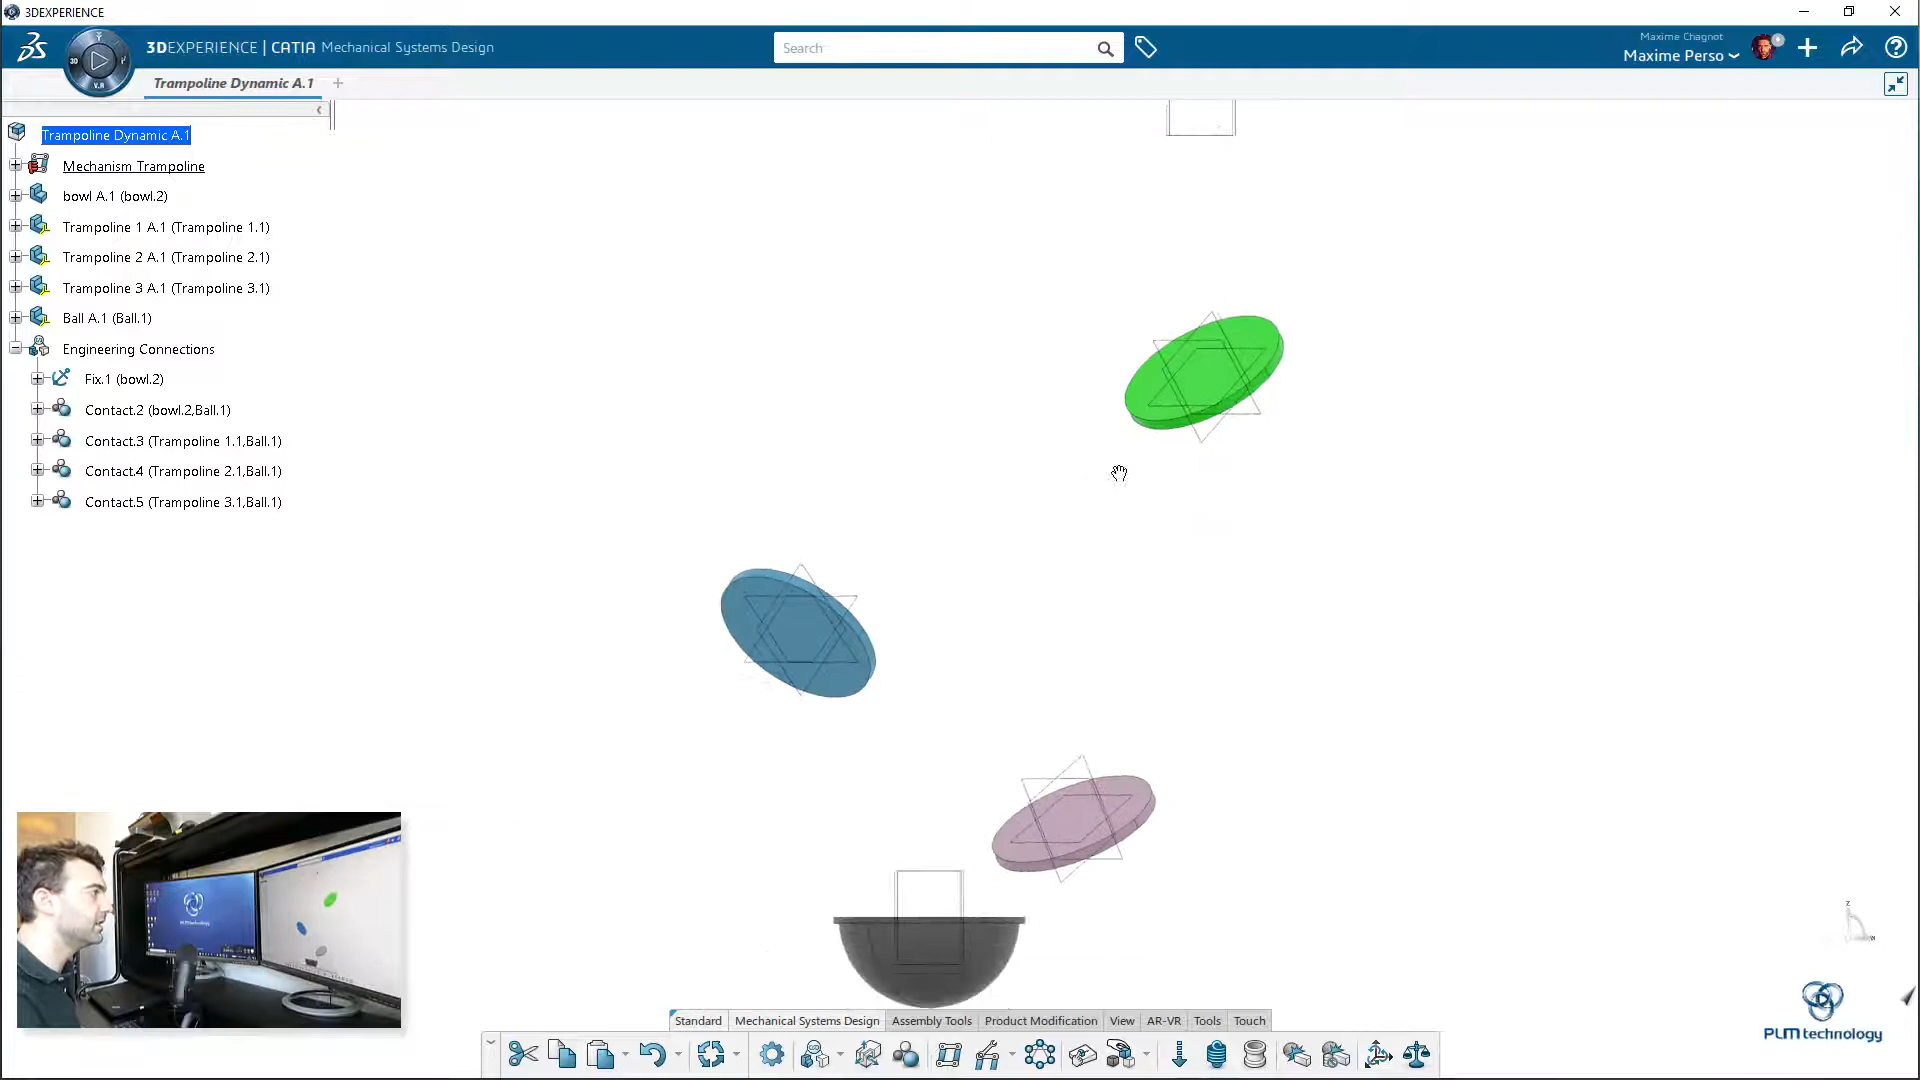 3DEXPERIENCE
3DEXPERIENCE | CATIA Mechanical Systems Design
Search
Maxime Chagnot
Maxime Perso
3D
V.R
Trampoline Dynamic A.1
Trampoline Dynamic A.1
Mechanism Trampoline
bowl A.1 (bowl.2)
Trampoline 1 A.1 (Trampoline 1.1)
Trampoline 2 A.1 (Trampoline 2.1)
Trampoline 3 A.1 (Trampoline 3.1)
Ball A.1 (Ball.1)
Engineering Connections
Fix.1 (bowl.2)
Contact.2 (bowl.2,Ball.1)
Contact.3 (Trampoline 1.1,Ball.1)
Contact.4 (Trampoline 2.1,Ball.1)
Contact.5 (Trampoline 3.1,Ball.1)
PLM technology
Z
PLM technology
Standard Mechanical Systems Design Assembly Tools Product Modification View AR-VR Tools Touch